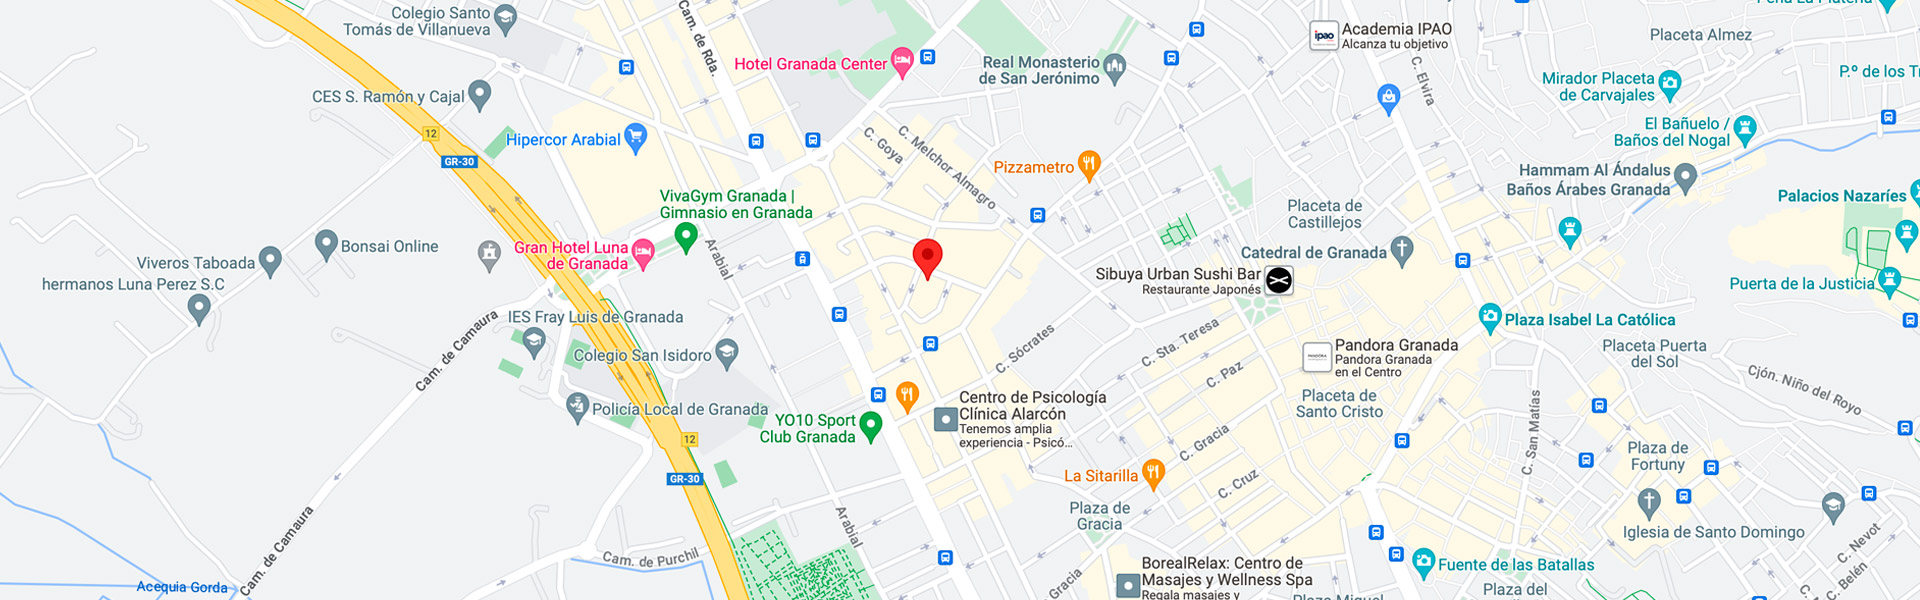 Colegio Santo
Tomás de Villanueva
Cam. de Rda.
Hotel Granada Center
Real Monasterio
de San Jerónimo
Academia IPAO
Alcanza tu objetivo
ipao
C. Elvira
Placeta Almez
Mirador Placeta
de Carvajales
P.º de los Tr
CES S. Ramón y Cajal
12
GR-30
Hipercor Arabial
C. Goya
C. Melchor Almagro
Pizzametro
El Bañuelo /
Baños del Nogal
Hammam Al Ándalus
Baños Árabes Granada
Palacios Nazaríes
VivaGym Granada |
Gimnasio en Granada
Placeta de
Castillejos
Bonsai Online
Gran Hotel Luna
de Granada
Arabial
Catedral de Granada
Viveros Taboada
hermanos Luna Perez S.C
Sibuya Urban Sushi Bar
Restaurante Japonés
Puerta de la Justicia
IES Fray Luis de Granada
Cam. de Camaura
Colegio San Isidoro
C. Sócrates
C. Sta. Teresa
Plaza Isabel La Católica
PANDORA
Pandora Granada
Pandora Granada
en el Centro
Placeta Puerta
del Sol
C. Paz
Cjón. Niño del Royo
Policía Local de Granada
Centro de Psicología
Clínica Alarcón
Tenemos amplia
experiencia - Psicó...
Placeta de
Santo Cristo
C. San Matías
YO10 Sport
Club Granada
12
GR-30
C. Gracia
Plaza de
Fortuny
La Sitarilla
C. Cruz
Plaza de
Gracia
Arabial
Iglesia de Santo Domingo
C. Nevot
Cam. de Camaura
Cam. de Purchil
BorealRelax: Centro de
Masajes y Wellness Spa
Regala masajes y
Fuente de las Batallas
C. Belén
Acequia Gorda
Gracia
Plaza del